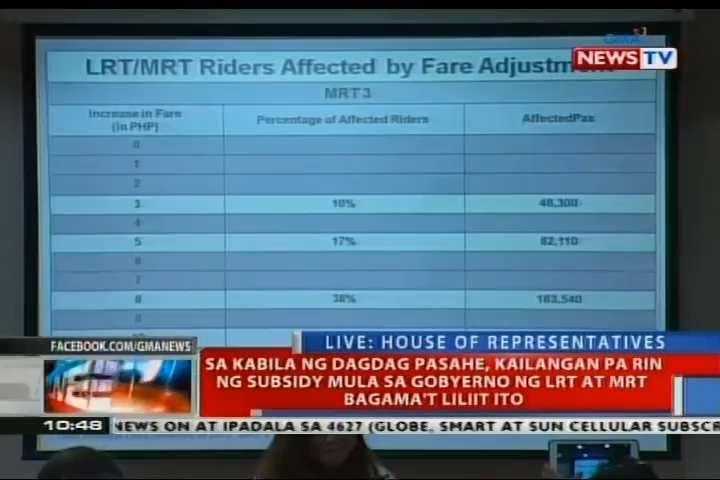 GMA
NEWS TV
LRT/MRT Riders Affected by Fare Adjustment
MRT3
Increase in Fare (in PHP) Percentage of Affected Riders AffectedPax
0
1
2
3 10% 48,300
4
5 17% 82,110
6
7
8 38% 183,540
9
FACEBOOK.COM/GMANEWS
LIVE: HOUSE OF REPRESENTATIVES
SA KABILA NG DAGDAG PASAHE, KAILANGAN PA RIN
NG SUBSIDY MULA SA GOBYERNO NG LRT AT MRT
BAGAMA'T LILIIT ITO
10:48 NEWS ON AT IPADALA SA 4627 (GLOBE, SMART AT SUN CELLULAR SUBSCR